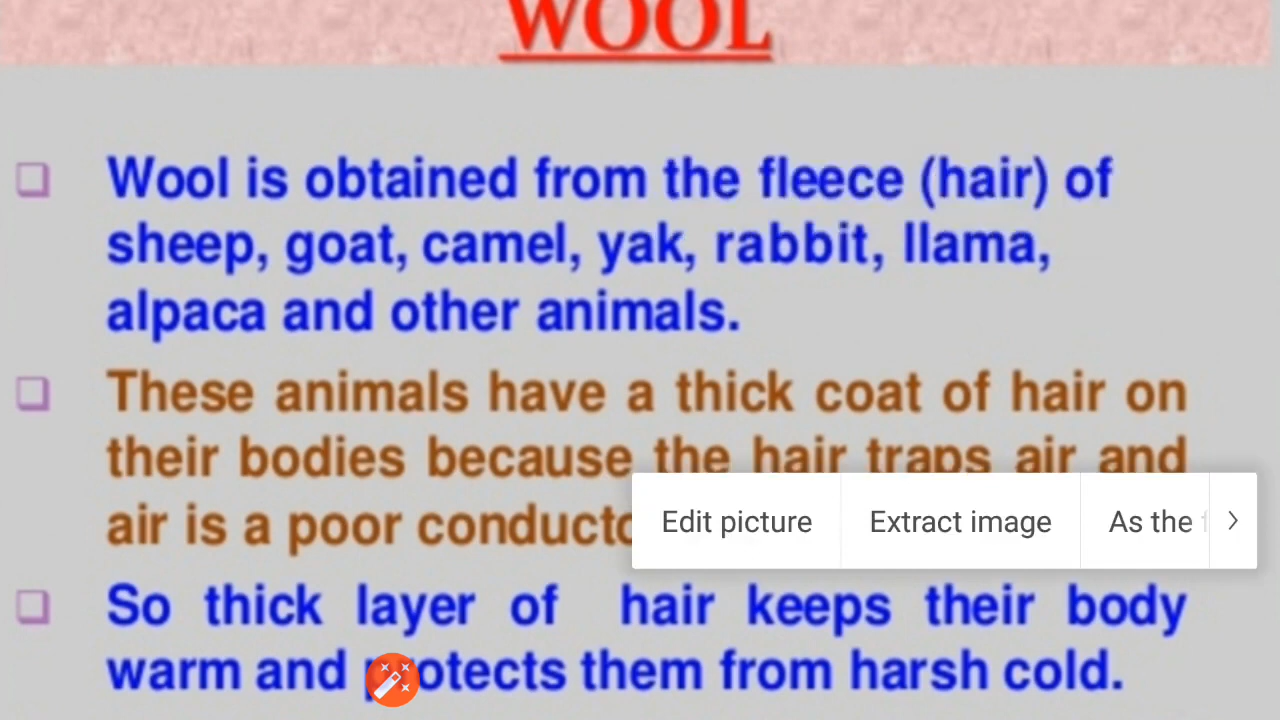 WOOL
❑ Wool is obtained from the fleece (hair) of
sheep, goat, camel, yak, rabbit, llama,
alpaca and other animals.
❑ These animals have a thick coat of hair on
their bodies because the hair traps air and
air is a poor
Edit picture
Extract image
As the
❑ So thick layer of hair keeps their body
warm and protects them from harsh cold.